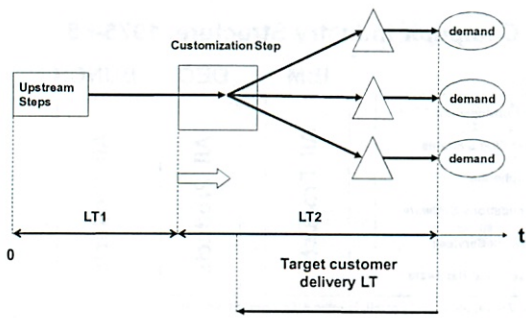 Customization Step
Upstream
Steps
demand
demand
demand
LT1
LT2
t
0
Target customer
delivery LT